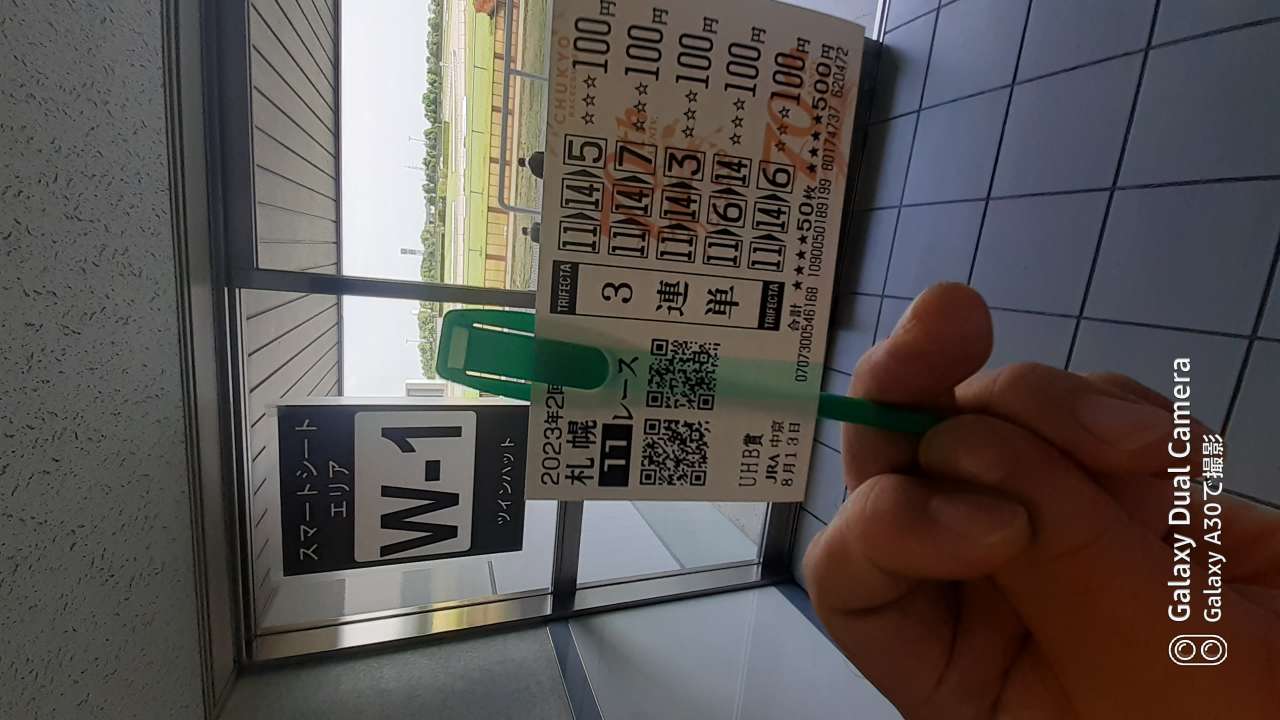 スマートシート
エリア
W-1
ツインハット
2023年2回
札幌
11レース
UHB賞
JRA 中京
8月13日
TRIFECTA
3連単
TRIFECTA
CHUKYO
RACECOURSE
70th
11▶14▶5 ☆☆☆100円
11▶14▶7 ☆☆☆100円
11▶14▶3 ☆☆☆100円
11▶6▶14 ☆☆☆100円
11▶14▶6 ☆☆☆100円
合計 ★★★★50枚 ★★★★★500円
0707300546168 1090050189199 80174737 620472
Galaxy Dual Camera
Galaxy A30で撮影